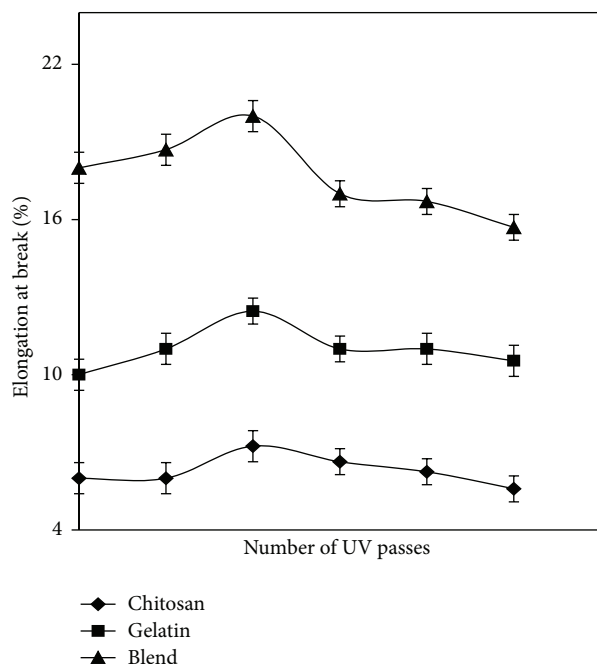 22
16
10
4
Elongation at break (%)
Number of UV passes
Chitosan
Gelatin
Blend